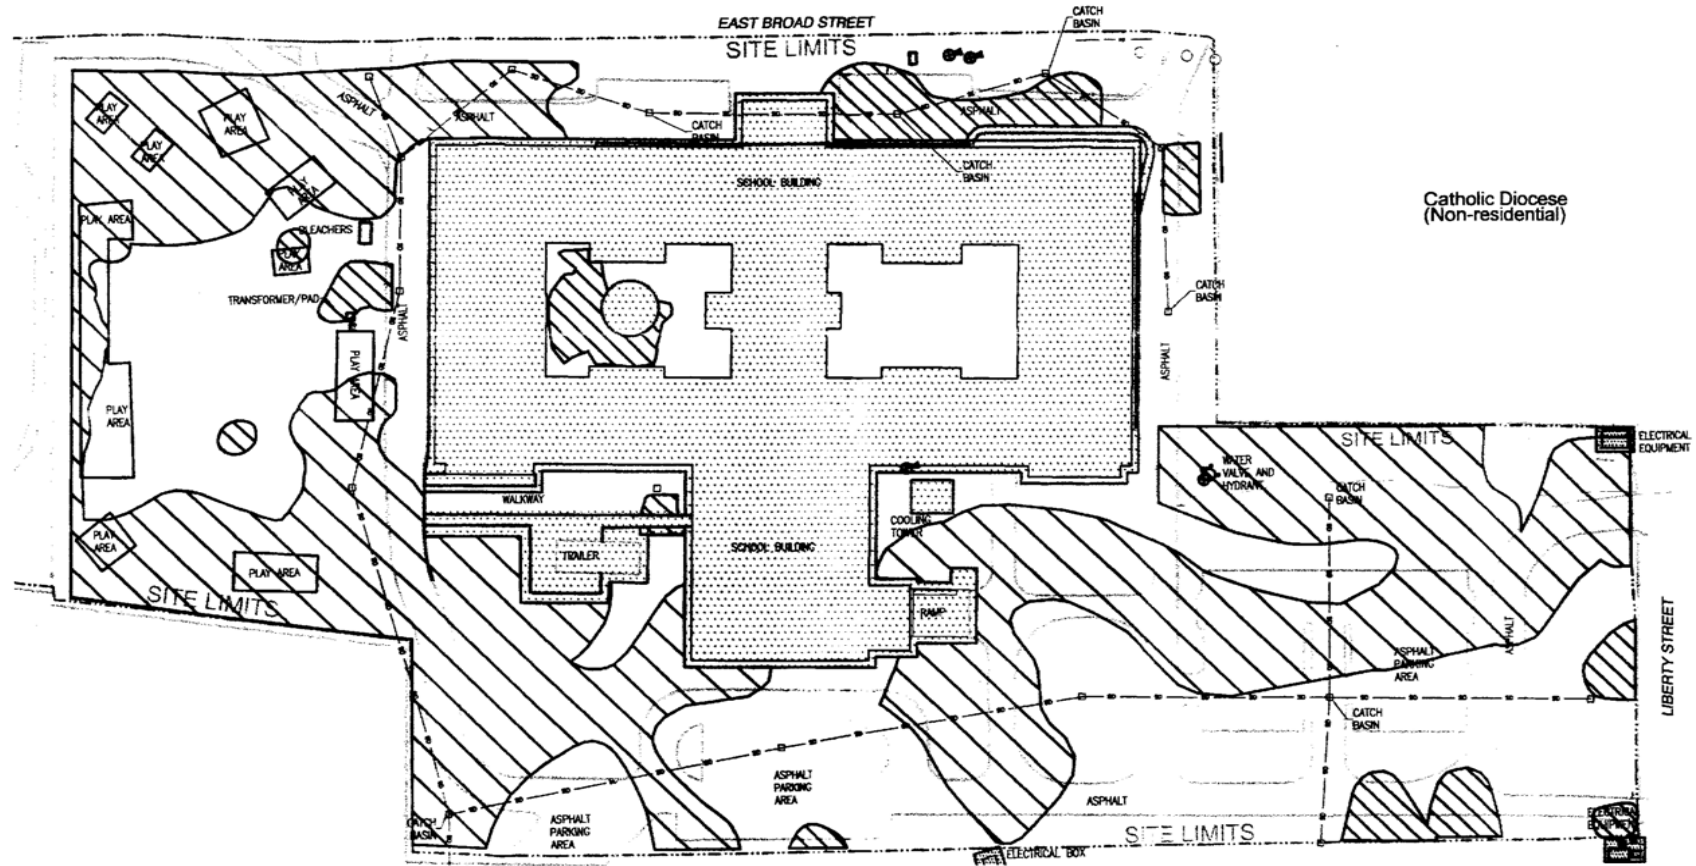 EAST BROAD STREET
SITE LIMITS
CATCH
BASIN
PLAY
AREA
PLAY
AREA
PLAY
AREA
ASPHALT
ASPHALT
CATCH
BASIN
ASPHALT
CATCH
BASIN
PLAY
AREA
PLAY AREA
SCHOOL BUILDING
Catholic Diocese
(Non-residential)
BLEACHERS
PLAY
AREA
TRANSFORMER/PAD
ASPHALT
CATCH
BASIN
ASPHALT
PLAY AREA
PLAY
AREA
SITE LIMITS
ELECTRICAL
EQUIPMENT
WATER
VALVE AND
HYDRANT
CATCH
BASIN
WALKWAY
COOLING
TOWER
PLAY
AREA
TRAILER
SCHOOL BUILDING
PLAY AREA
SITE LIMITS
RAMP
ASPHALT
ASPHALT
PARKING
AREA
LIBERTY STREET
CATCH
BASIN
ASPHALT
PARKING
AREA
ASPHALT
CATCH
BASIN
ASPHALT
PARKING
AREA
SITE LIMITS
ELECTRICAL
EQUIPMENT
ELECTRICAL BOX